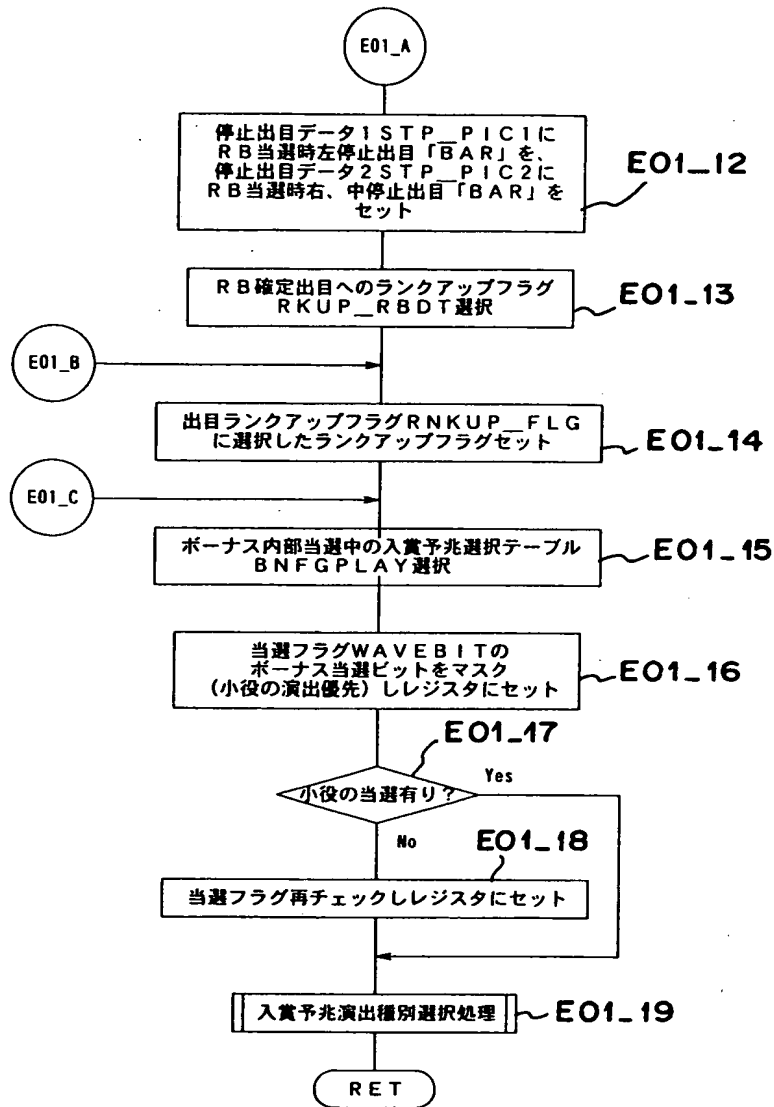 E01_A
停止出目データ1STP__PIC1に
RB当選時左停止出目「BAR」を、
停止出目データ2STP__PIC2に
RB当選時右、中停止出目「BAR」を
セット
E01_12
RB確定出目へのランクアップフラグ
RKUP__RBDT選択
E01_13
E01_B
出目ランクアップフラグRNKUP__FLG
に選択したランクアップフラグセット
E01_14
E01_C
ボーナス内部当選中の入賞予兆選択テーブル
BNFGPLAY選択
E01_15
当選フラグWAVEBITの
ボーナス当選ビットをマスク
(小役の演出優先)しレジスタにセット
E01_16
E01_17
小役の当選有り?
Yes
No
E01_18
当選フラグ再チェックしレジスタにセット
入賞予兆演出種別選択処理
E01_19
RET